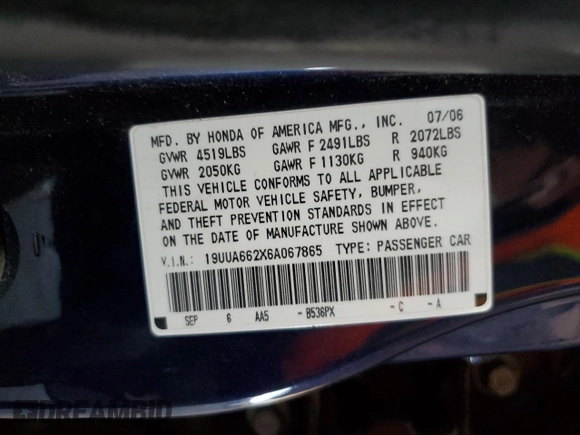 MFD. BY HONDA OF AMERICA MFG., INC. 07/06
GVWR 4519LBS GAWR F 2491LBS R 2072LBS
GVWR 2050KG GAWR F 1130KG R 940KG
THIS VEHICLE CONFORMS TO ALL APPLICABLE
FEDERAL MOTOR VEHICLE SAFETY, BUMPER,
AND THEFT PREVENTION STANDARDS IN EFFECT
ON THE DATE OF MANUFACTURE SHOWN ABOVE.
V.I.N.: 19UUA662X6A067865 TYPE: PASSENGER CAR
SEP 6 AA5 - B536PX - C - A
DREAMBID